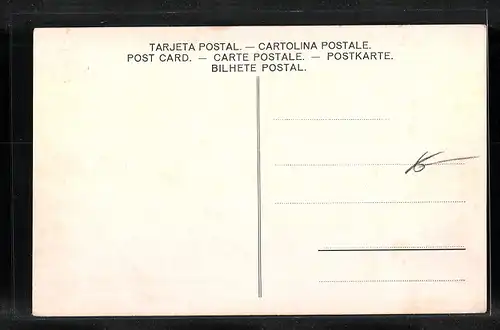 TARJETA POSTAL. — CARTOLINA POSTALE.
POST CARD. — CARTE POSTALE. — POSTKARTE.
BILHETE POSTAL.